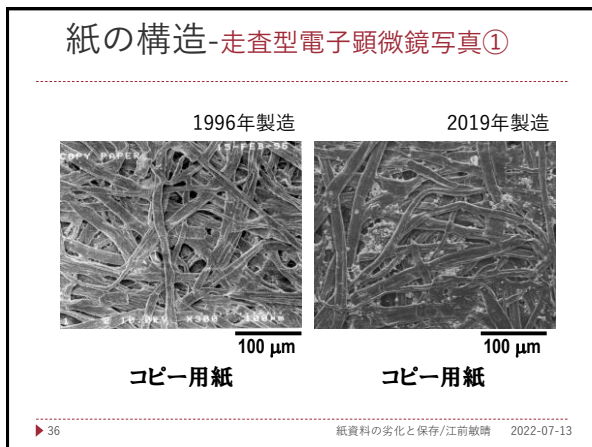 紙の構造-走査型電子顕微鏡写真①
1996年製造
2019年製造
COPY PAPER
15-FEB-96
10.0kV X300 100µm
100 µm
100 µm
コピー用紙
コピー用紙
36
紙資料の劣化と保存/江前敏晴 2022-07-13